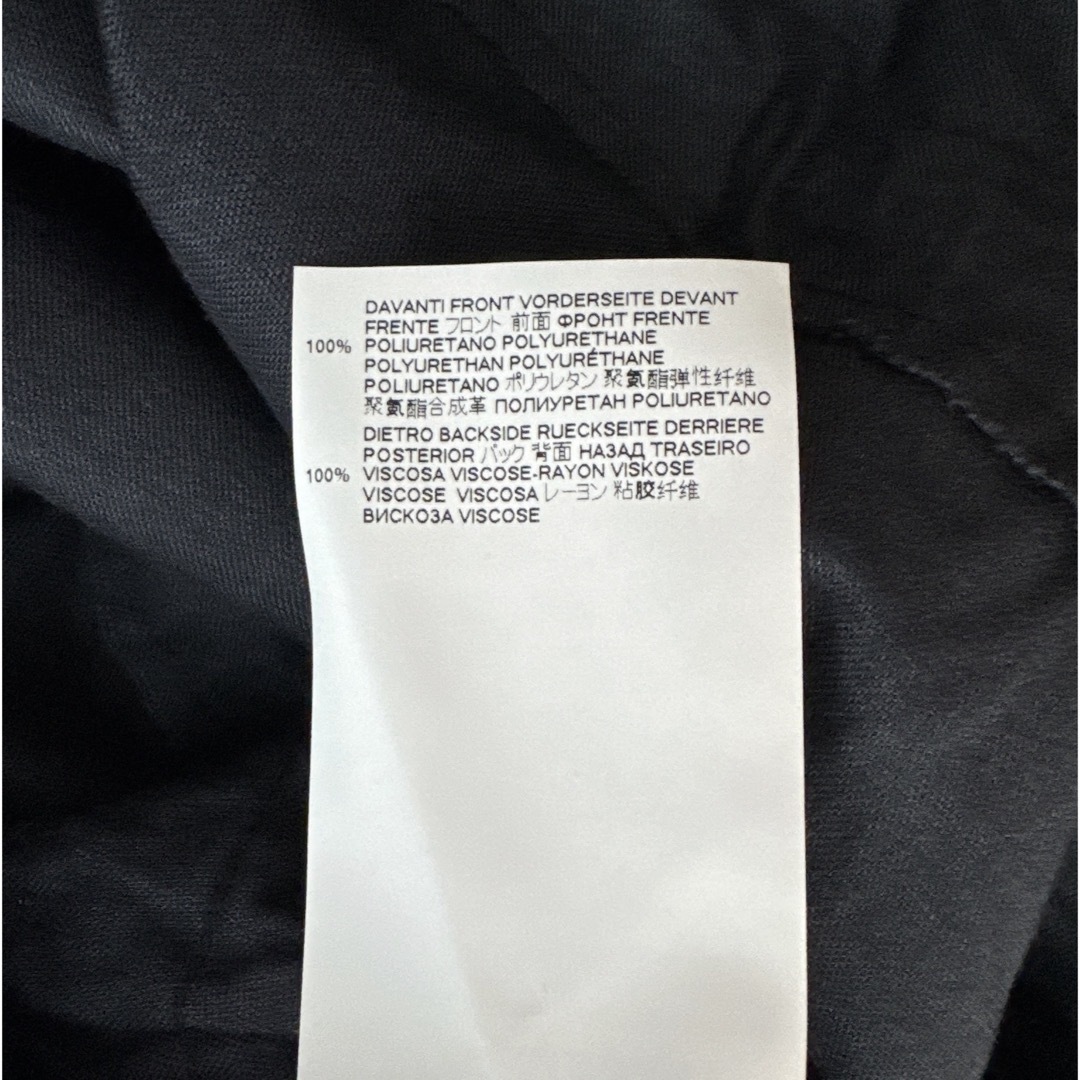 DAVANTI FRONT VORDERSEITE DEVANT
FRENTE フロント 前面 ФРОНТ FRENTE
100% POLIURETANO POLYURETHANE
POLYURETHAN POLYURÉTHANE
POLIURETANO ポリウレタン 聚氨酯弹性纤维
聚氨酯合成革 ПОЛИУРЕТАН POLIURETANO
DIETRO BACKSIDE RUECKSEITE DERRIERE
POSTERIOR バック 背面 НАЗАД TRASEIRO
100% VISCOSA VISCOSE-RAYON VISKOSE
VISCOSE VISCOSA レーヨン 粘胶纤维
ВИСКОЗА VISCOSE